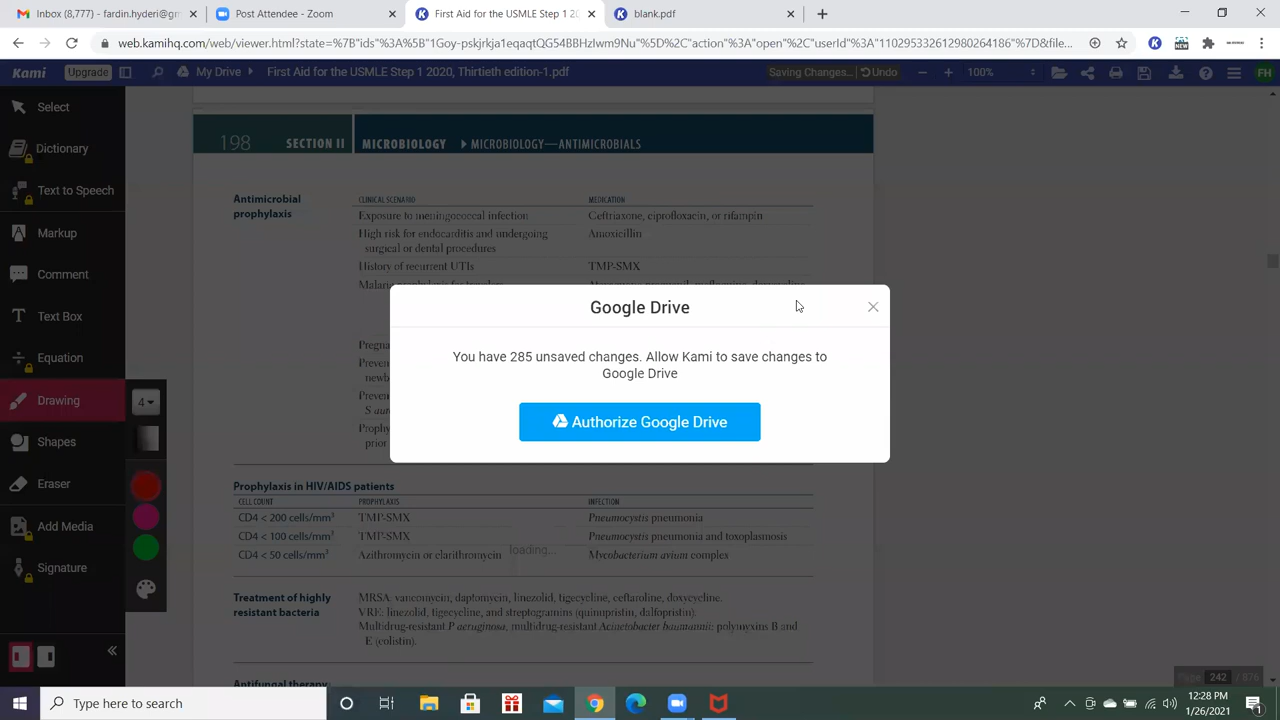 Inbox (8,777) - fardin.hyderi@gm
Post Attendee - Zoom
First Aid for the USMLE Step 1 20
blank.pdf
web.kamihq.com/web/viewer.html?state=%7B"ids"%3A%5B"1Goy-pskjxkja1eqaqtQG54BBHzIwm9Nu"%5D%2C"action"%3A"open"%2C"userId"%3A"110295332612980264186"%7D&file...
Kami
Upgrade
My Drive
First Aid for the USMLE Step 1 2020, Thirtieth edition-1.pdf
Saving Changes...
Undo
100%
FH
Select
Dictionary
Text to Speech
Markup
Comment
Text Box
Equation
Drawing
Shapes
Eraser
Add Media
Signature
4
198 SECTION II MICROBIOLOGY MICROBIOLOGY—ANTIMICROBIALS
Antimicrobial
prophylaxis
CLINICAL SCENARIO MEDICATION
Exposure to meningococcal infection Ceftriaxone, ciprofloxacin, or rifampin
High risk for endocarditis and undergoing Amoxicillin
surgical or dental procedures
History of recurrent UTIs TMP-SMX
Google Drive
You have 285 unsaved changes. Allow Kami to save changes to
Google Drive
Authorize Google Drive
Prophylaxis in HIV/AIDS patients
CELL COUNT PROPHYLAXIS INFECTION
CD4 < 200 cells/mm³ TMP-SMX Pneumocystis pneumonia
CD4 < 100 cells/mm³ TMP-SMX Pneumocystis pneumonia and toxoplasmosis
CD4 < 50 cells/mm³ Azithromycin or clarithromycin Mycobacterium avium complex
loading...
Treatment of highly
resistant bacteria
MRSA: vancomycin, daptomycin, linezolid, tigecycline, ceftaroline, doxycycline.
VRE: linezolid, tigecycline, and streptogramins (quinupristin, dalfopristin).
Multidrug-resistant P aeruginosa, multidrug-resistant Acinetobacter baumannii: polymyxins B and
E (colistin).
Antifungal therapy
Page 242 / 876
Type here to search
12:28 PM
1/26/2021